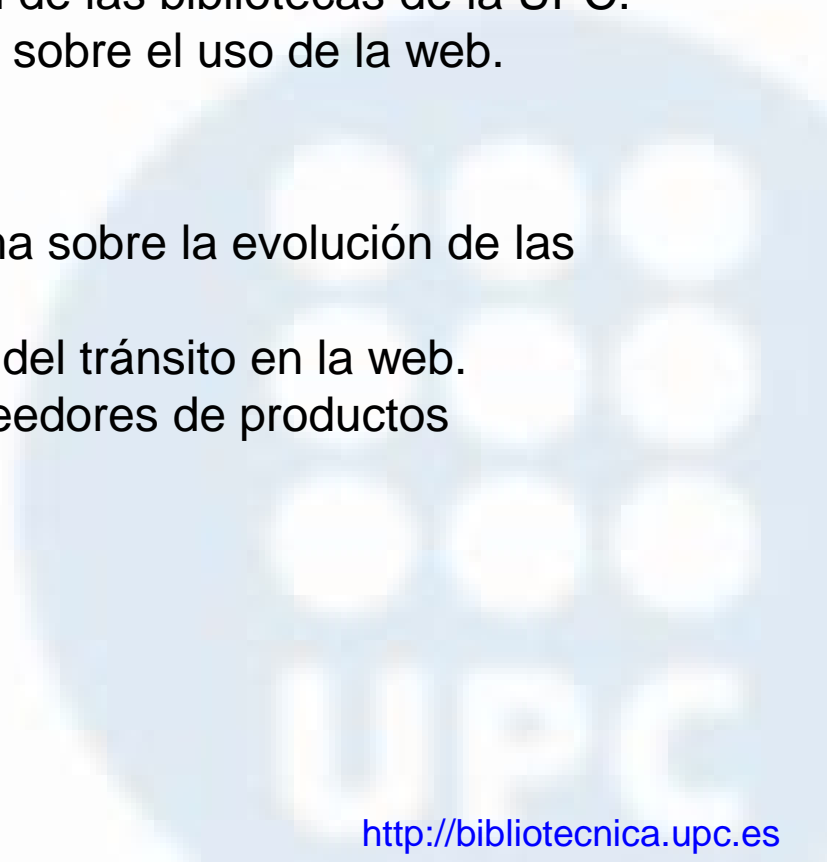 de las bibliotecas de la UPC.
sobre el uso de la web.
na sobre la evolución de las
del tránsito en la web.
eedores de productos
UPC
http://bibliotecnica.upc.es